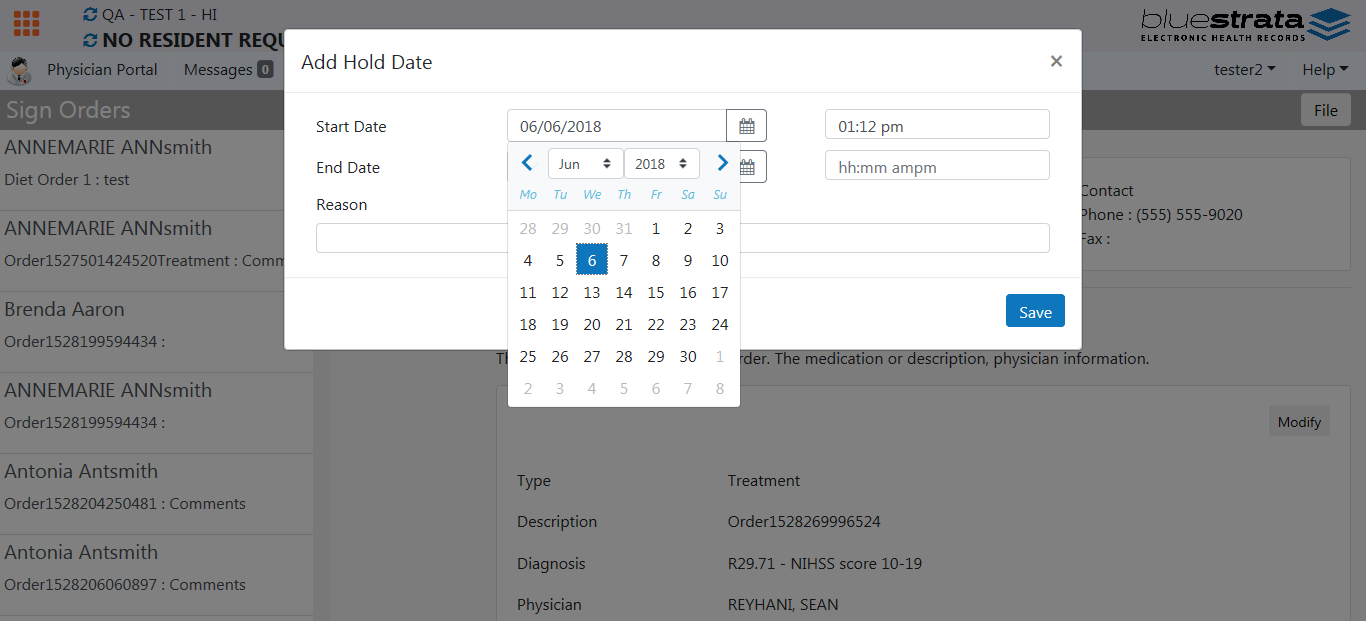 QA - TEST 1 - HI
NO RESIDENT REQU
bluestrata
ELECTRONIC HEALTH RECORDS
Physician Portal
Messages 0
tester2
Help
Sign Orders
File
ANNEMARIE ANNsmith
Diet Order 1 : test
ANNEMARIE ANNsmith
Order1527501424520Treatment : Comm
Brenda Aaron
Order1528199594434 :
ANNEMARIE ANNsmith
Order1528199594434 :
Antonia Antsmith
Order1528204250481 : Comments
Antonia Antsmith
Order1528206060897 : Comments
Add Hold Date
×
Start Date
06/06/2018
01:12 pm
End Date
hh:mm ampm
Reason
Jun 2018
Mo Tu We Th Fr Sa Su
28 29 30 31 1 2 3
4 5 6 7 8 9 10
11 12 13 14 15 16 17
18 19 20 21 22 23 24
25 26 27 28 29 30 1
2 3 4 5 6 7 8
Save
Contact
Phone : (555) 555-9020
Fax :
rder. The medication or description, physician information.
Modify
Type Treatment
Description Order1528269996524
Diagnosis R29.71 - NIHSS score 10-19
Physician REYHANI, SEAN